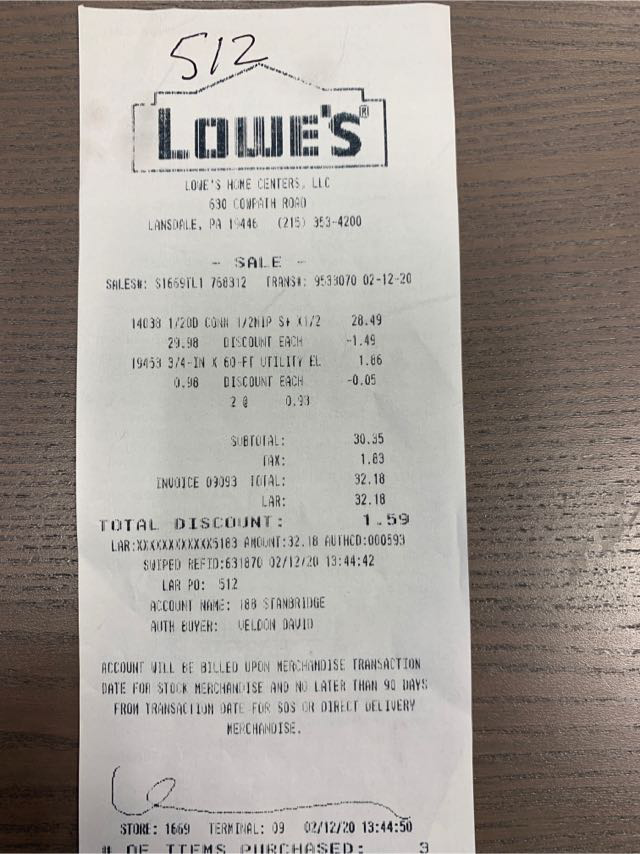 512
LOWE'S®
LOWE'S HOME CENTERS, LLC
630 COWPATH ROAD
LANSDALE, PA 19446 (215) 353-4200
- SALE -
SALES#: S1669TL1 768312 TRANS#: 9533070 02-12-20
14038 1/20D CONN 1/2MIP S+ X1/2 28.49
29.98 DISCOUNT EACH -1.49
19453 3/4-IN X 60-FT UTILITY EL 1.86
0.98 DISCOUNT EACH -0.05
2 @ 0.93
SUBTOTAL: 30.35
TAX: 1.83
INVOICE 09093 TOTAL: 32.18
LAR: 32.18
TOTAL DISCOUNT: 1.59
LAR:XXXXXXXXXXXX5183 AMOUNT:32.18 AUTHCD:000593
SWIPED REFID:631870 02/12/20 13:44:42
LAR PO: 512
ACCOUNT NAME: 188 STANBRIDGE
AUTH BUYER: WELDON DAVID
ACCOUNT WILL BE BILLED UPON MERCHANDISE TRANSACTION
DATE FOR STOCK MERCHANDISE AND NO LATER THAN 90 DAYS
FROM TRANSACTION DATE FOR SOS OR DIRECT DELIVERY
MERCHANDISE.
STORE: 1669 TERMINAL: 09 02/12/20 13:44:50
# OF ITEMS PURCHASED: 3